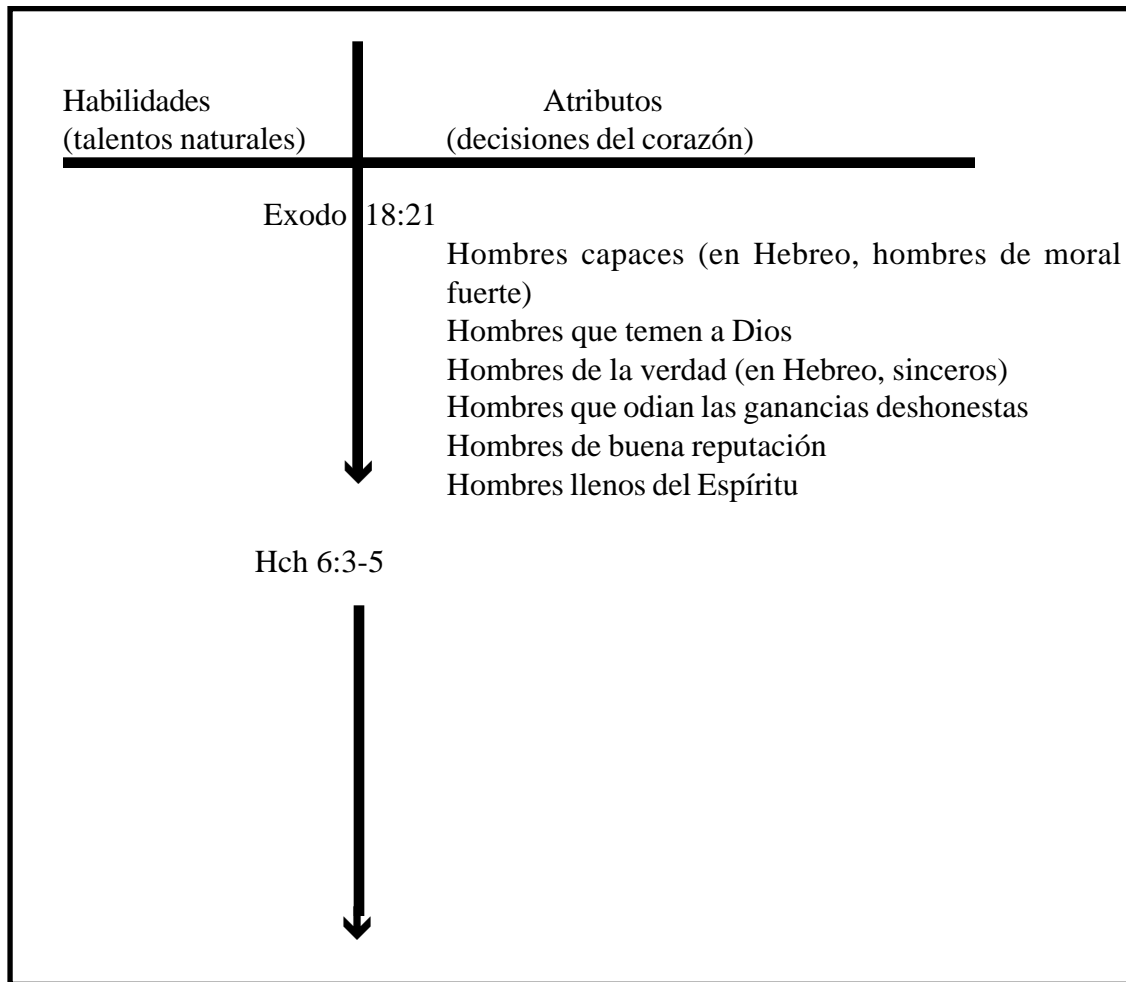 Habilidades
(talentos naturales)
Atributos
(decisiones del corazón)
Exodo 18:21
Hombres capaces (en Hebreo, hombres de moral
fuerte)
Hombres que temen a Dios
Hombres de la verdad (en Hebreo, sinceros)
Hombres que odian las ganancias deshonestas
Hombres de buena reputación
Hombres llenos del Espíritu
Hch 6:3-5